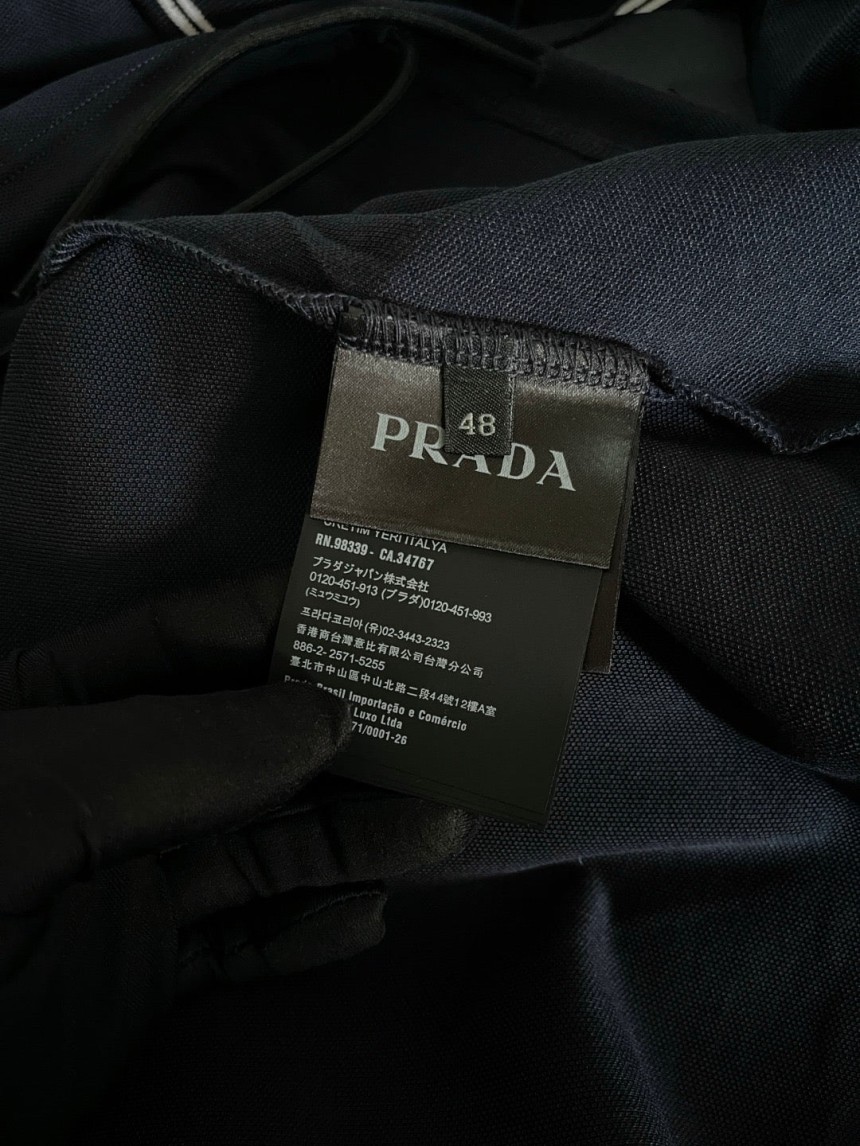 48
PRADA
ÜRETİM YERİ İTALYA
RN.98339 - CA.34767
プラダジャパン株式会社
0120-451-913 (プラダ)0120-451-993
(ミュウミュウ)
프라다코리아(유)02-3443-2323
香港商台灣意比有限公司台灣分公司
886-2- 2571-5255
臺北市中山區中山北路二段44號12樓A室
Brasil Importação e Comércio
Luxo Ltda
71/0001-26